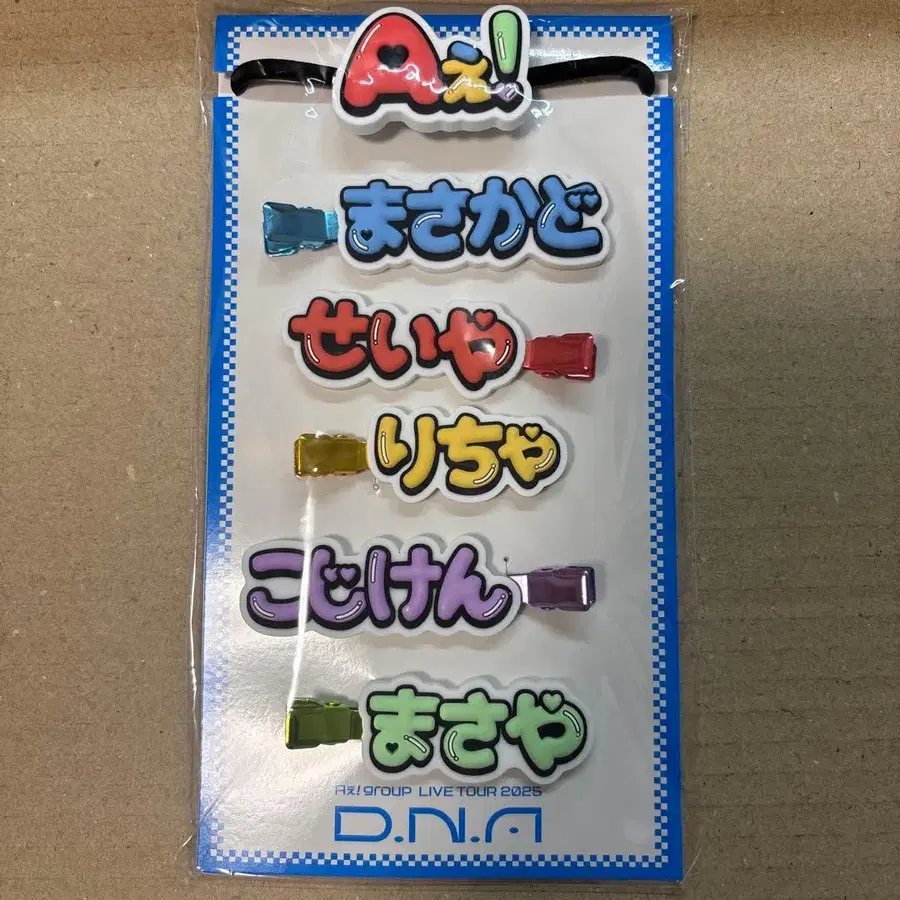 Aぇ!
まさかど
せいや
りちゃ
こじけん
まさや
Aぇ! group LIVE TOUR 2025
D.N.A